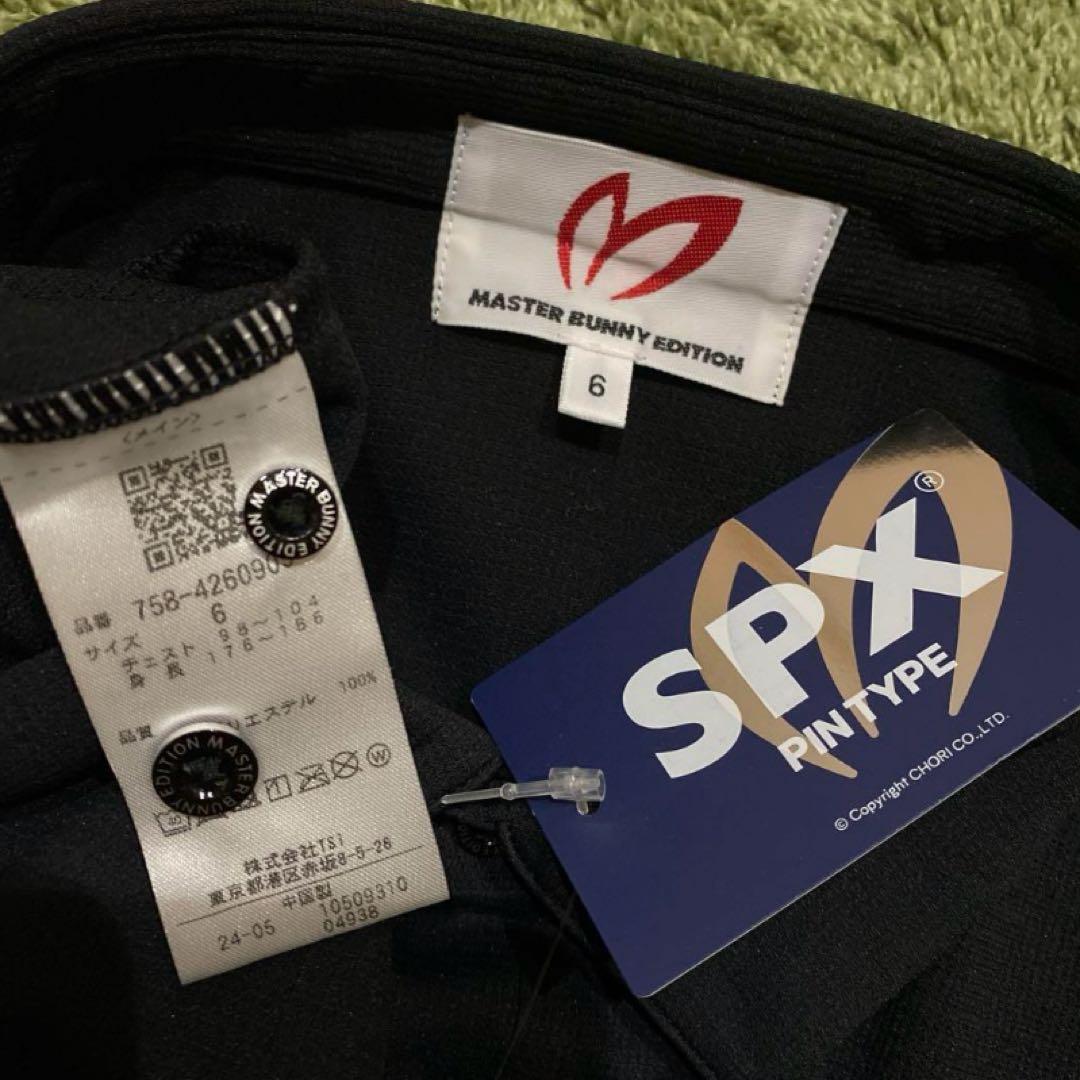 MASTER BUNNY EDITION
6
〈メイン〉
MASTER BUNNY EDITION
品番 758-426090
サイズ 6
チェスト 98～104
身長 176～186
品質 リエステル 100%
MASTER BUNNY EDITION
40
W
株式会社TSI
東京都港区赤坂8-5-26
中国製
10509310
24-05 04938
SPX®
PINTYPE
© Copyright CHORI CO.,LTD.